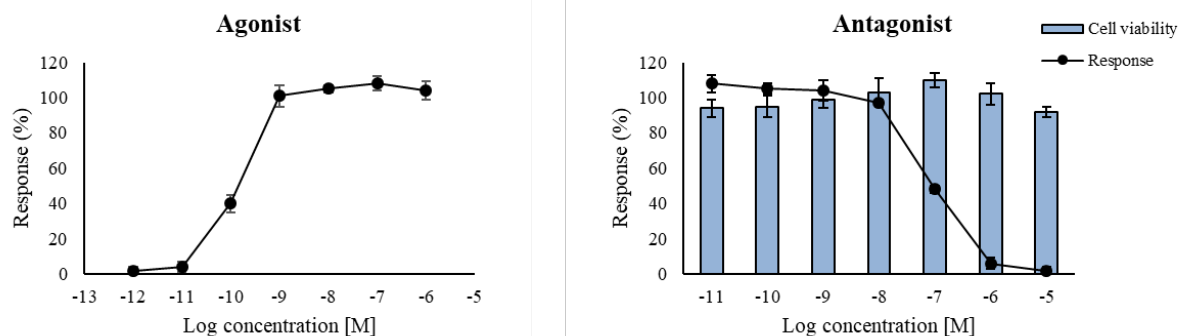 Agonist
Response (%)
120
100
80
60
40
20
0
-13 -12 -11 -10 -9 -8 -7 -6 -5
Log concentration [M]
Antagonist
Cell viability
Response
Response (%)
120
100
80
60
40
20
0
-11 -10 -9 -8 -7 -6 -5
Log concentration [M]